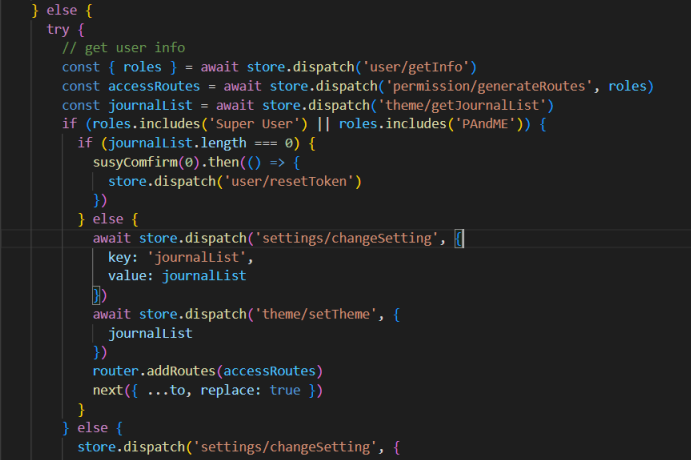 } else {
try {
// get user info
const { roles } = await store.dispatch('user/getInfo')
const accessRoutes = await store.dispatch('permission/generateRoutes', roles)
const journalList = await store.dispatch('theme/getJournalList')
if (roles.includes('Super User') || roles.includes('PAndME')) {
if (journalList.length === 0) {
susyComfirm(0).then(() => {
store.dispatch('user/resetToken')
})
} else {
await store.dispatch('settings/changeSetting', {
key: 'journalList',
value: journalList
})
await store.dispatch('theme/setTheme', {
journalList
})
router.addRoutes(accessRoutes)
next({ ...to, replace: true })
}
} else {
store.dispatch('settings/changeSetting', {